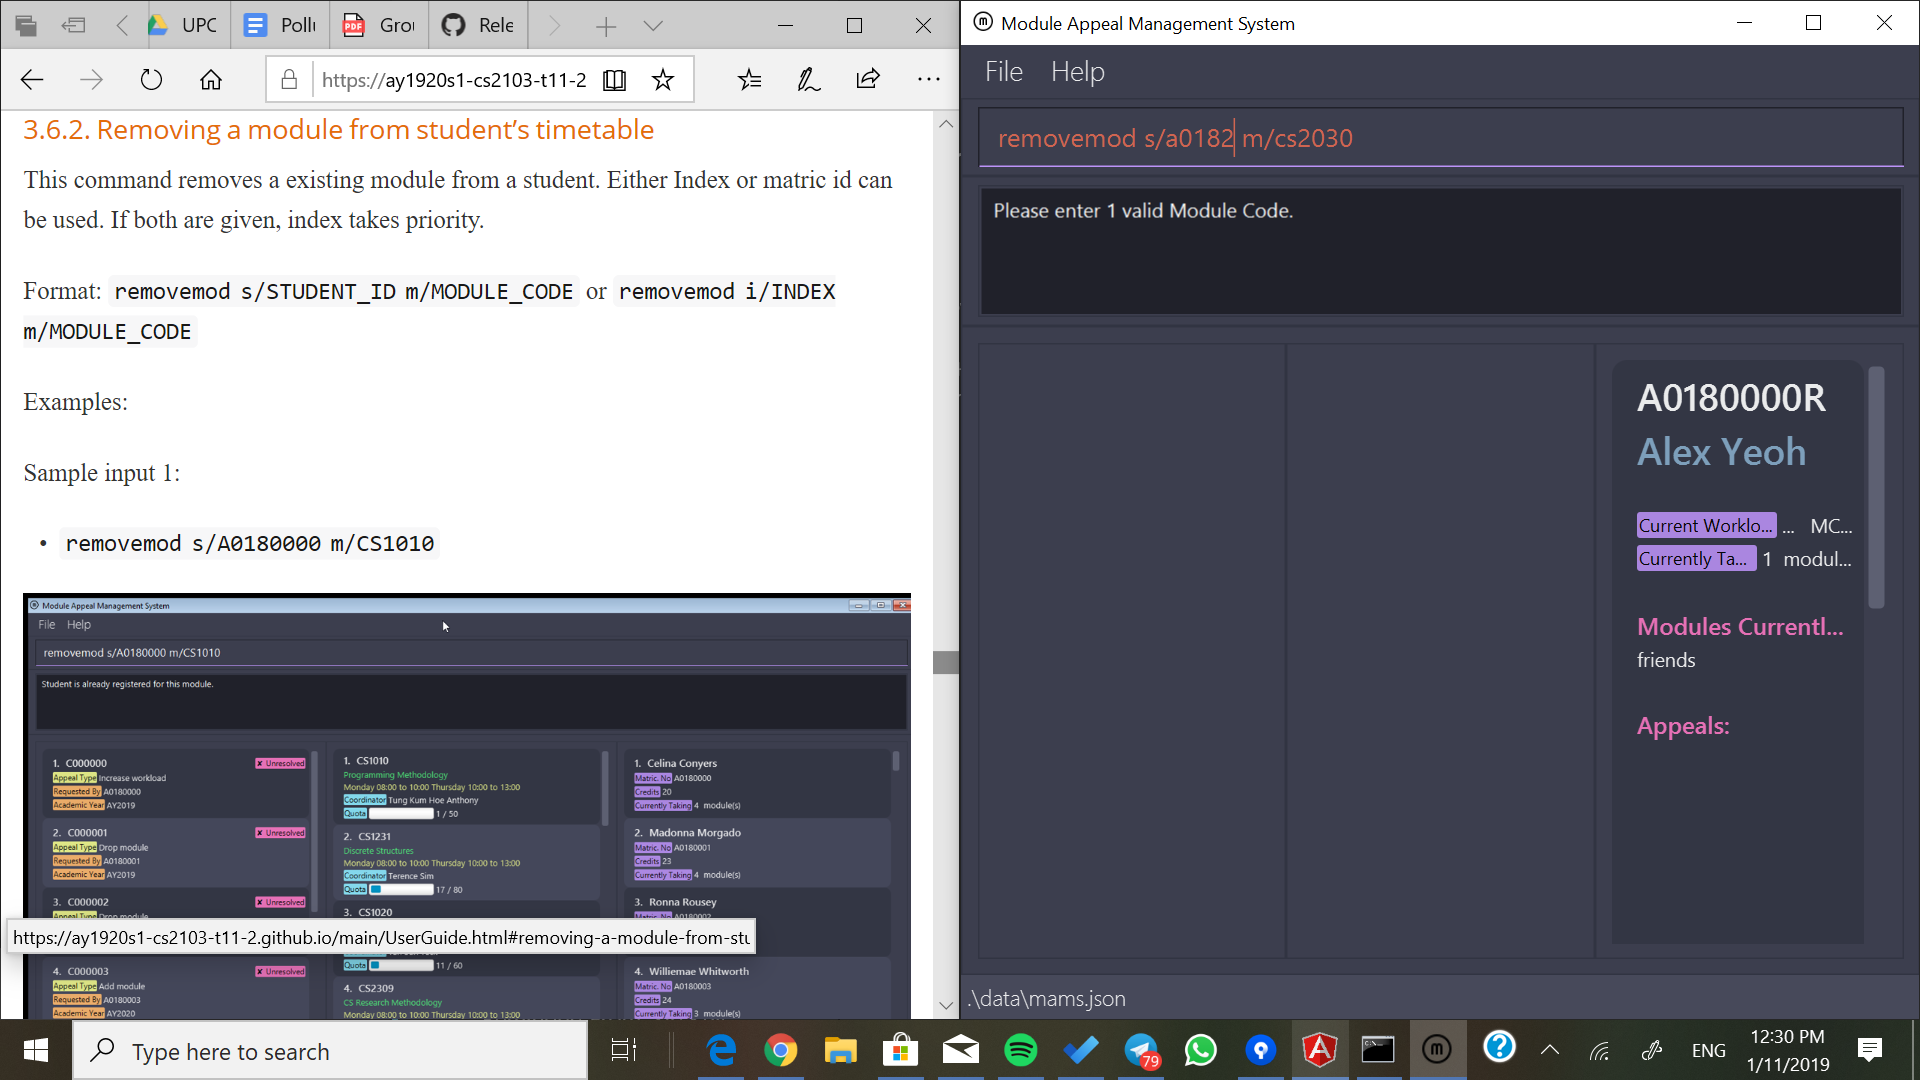 UPC
Polli
Gro
Rele
https://ay1920s1-cs2103-t11-2
3.6.2. Removing a module from student’s timetable
This command removes a existing module from a student. Either Index or matric id can
be used. If both are given, index takes priority.
Format: removemod s/STUDENT_ID m/MODULE_CODE or removemod i/INDEX
m/MODULE_CODE
Examples:
Sample input 1:
• removemod s/A0180000 m/CS1010
Module Appeal Management System
File Help
removemod s/A0180000 m/CS1010
Student is already registered for this module.
1. C000000
✘ Unresolved
Appeal Type Increase workload
Requested By A0180000
Academic Year AY2019
2. C000001
✘ Unresolved
Appeal Type Drop module
Requested By A0180001
Academic Year AY2019
3. C000002
✘ Unresolved
Appeal Type Drop module
4. C000003
✘ Unresolved
Appeal Type Add module
Requested By A0180003
Academic Year AY2020
1. CS1010
Programming Methodology
Monday 08:00 to 10:00 Thursday 10:00 to 13:00
Coordinator Tung Kum Hoe Anthony
Quota 1 / 50
2. CS1231
Discrete Structures
Monday 08:00 to 10:00 Thursday 10:00 to 13:00
Coordinator Terence Sim
Quota 17 / 80
3. CS1020
Quota 11 / 60
4. CS2309
CS Research Methodology
Monday 08:00 to 10:00 Thursday 10:00 to 13:00
1. Celina Conyers
Matric. No A0180000
Credits 20
Currently Taking 4 module(s)
2. Madonna Morgado
Matric. No A0180001
Credits 23
Currently Taking 4 module(s)
3. Ronna Rousey
Matric. No A0180002
4. Williemae Whitworth
Matric. No A0180003
Credits 24
Currently Taking 3 module(s)
https://ay1920s1-cs2103-t11-2.github.io/main/UserGuide.html#removing-a-module-from-stu
Module Appeal Management System
File Help
removemod s/a0182 m/cs2030
Please enter 1 valid Module Code.
A0180000R
Alex Yeoh
Current Worklo... ... MC...
Currently Ta... 1 modul...
Modules Currentl...
friends
Appeals:
.\data\mams.json
Type here to search
79
ENG
12:30 PM
1/11/2019